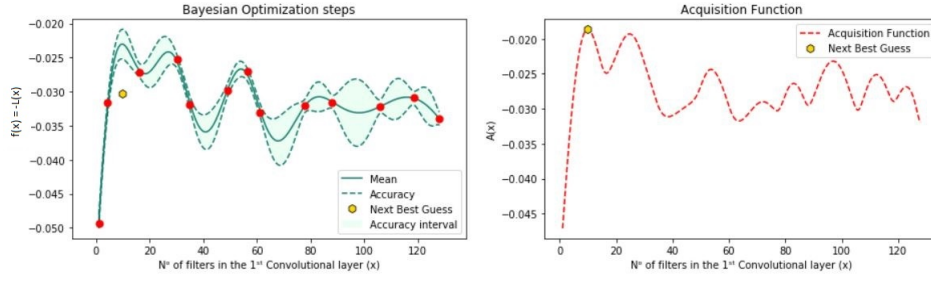 Bayesian Optimization steps
−0.020
−0.025
−0.030
−0.035
−0.040
−0.045
−0.050
f(x) = -L(x)
Mean
Accuracy
Next Best Guess
Accuracy interval
0 20 40 60 80 100 120
Nº of filters in the 1ˢᵗ Convolutional layer (x)
Acquisition Function
−0.020
−0.025
−0.030
−0.035
−0.040
−0.045
A(x)
Acquisition Function
Next Best Guess
0 20 40 60 80 100 120
Nº of filters in the 1ˢᵗ Convolutional layer (x)